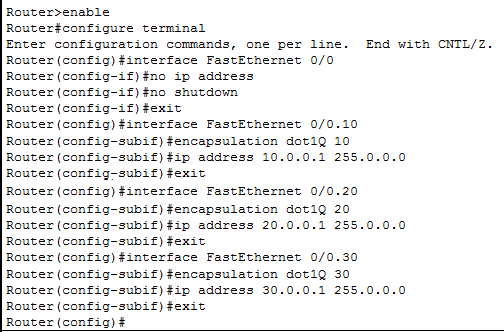 Router>enable
Router#configure terminal
Enter configuration commands, one per line.  End with CNTL/Z.
Router(config)#interface FastEthernet 0/0
Router(config-if)#no ip address
Router(config-if)#no shutdown
Router(config-if)#exit
Router(config)#interface FastEthernet 0/0.10
Router(config-subif)#encapsulation dot1Q 10
Router(config-subif)#ip address 10.0.0.1 255.0.0.0
Router(config-subif)#exit
Router(config)#interface FastEthernet 0/0.20
Router(config-subif)#encapsulation dot1Q 20
Router(config-subif)#ip address 20.0.0.1 255.0.0.0
Router(config-subif)#exit
Router(config)#interface FastEthernet 0/0.30
Router(config-subif)#encapsulation dot1Q 30
Router(config-subif)#ip address 30.0.0.1 255.0.0.0
Router(config-subif)#exit
Router(config)#